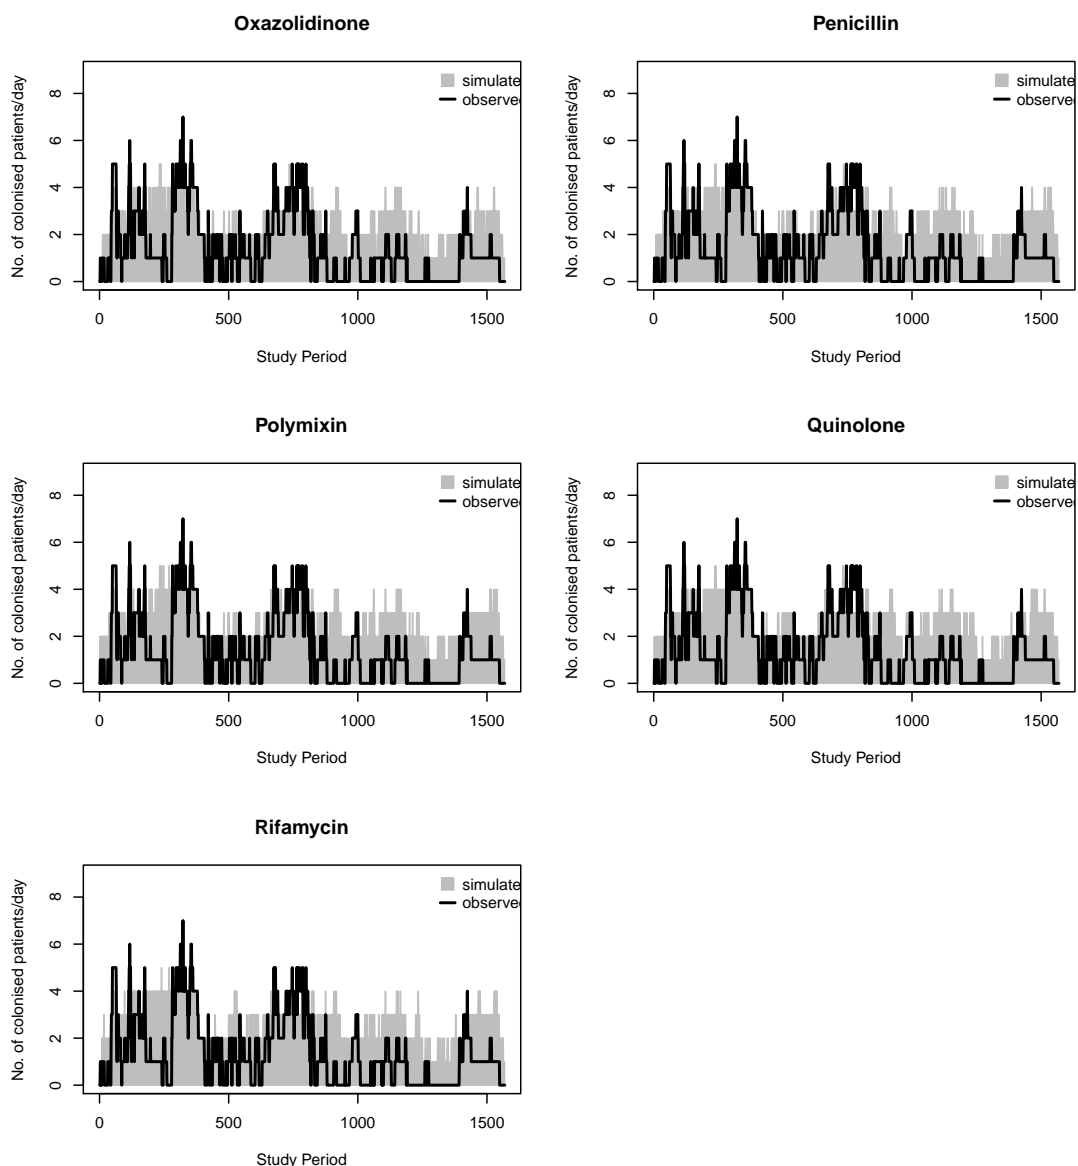 Oxazolidinone
No. of colonised patients/day
0 2 4 6 8
simulate
observe
0 500 1000 1500
Study Period
Penicillin
No. of colonised patients/day
0 2 4 6 8
simulate
observe
0 500 1000 1500
Study Period
Polymixin
No. of colonised patients/day
0 2 4 6 8
simulate
observe
0 500 1000 1500
Study Period
Quinolone
No. of colonised patients/day
0 2 4 6 8
simulate
observe
0 500 1000 1500
Study Period
Rifamycin
No. of colonised patients/day
0 2 4 6 8
simulate
observe
0 500 1000 1500
Study Period